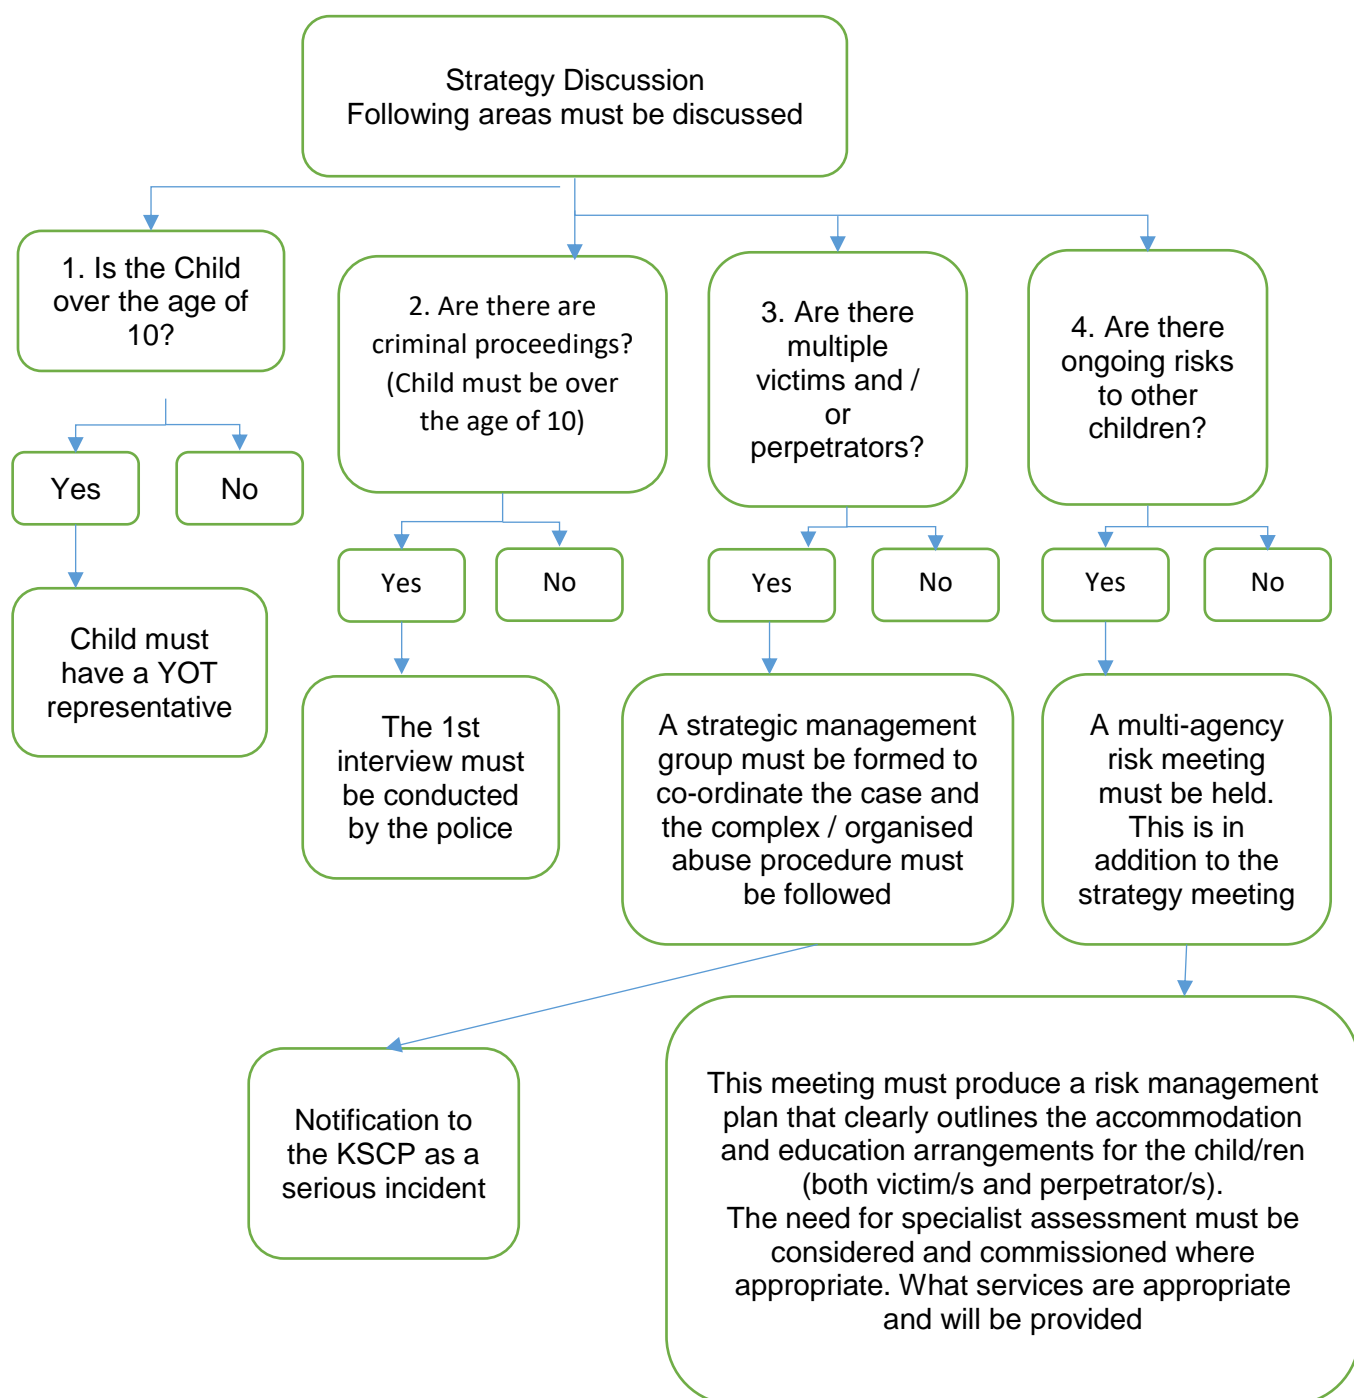 Strategy Discussion
Following areas must be discussed
1. Is the Child
over the age of
10?
Yes
No
Child must
have a YOT
representative
2. Are there are
criminal proceedings?
(Child must be over
the age of 10)
Yes
No
The 1st
interview must
be conducted
by the police
3. Are there
multiple
victims and /
or
perpetrators?
Yes
No
A strategic management
group must be formed to
co-ordinate the case and
the complex / organised
abuse procedure must
be followed
Notification to
the KSCP as a
serious incident
4. Are there
ongoing risks
to other
children?
Yes
No
A multi-agency
risk meeting
must be held.
This is in
addition to the
strategy meeting
This meeting must produce a risk management
plan that clearly outlines the accommodation
and education arrangements for the child/ren
(both victim/s and perpetrator/s).
The need for specialist assessment must be
considered and commissioned where
appropriate. What services are appropriate
and will be provided